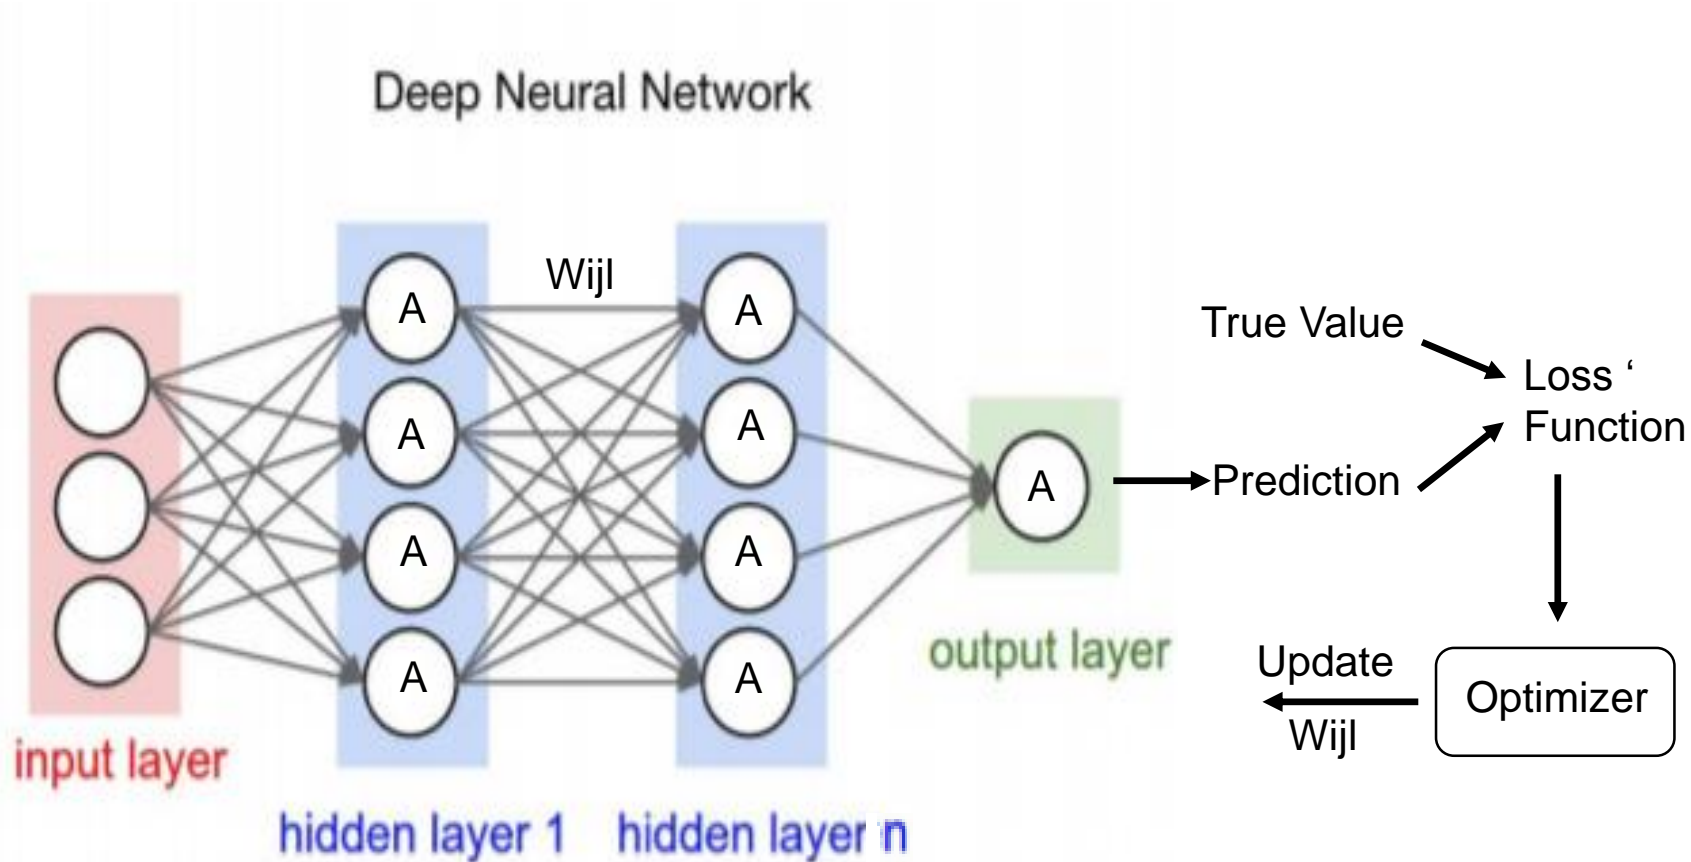 Deep Neural Network
Wijl
A
A
A
A
A
A
A
A
A
input layer
hidden layer 1
hidden layer n
output layer
True Value
Prediction
Loss ‘
Function
Optimizer
Update
Wijl